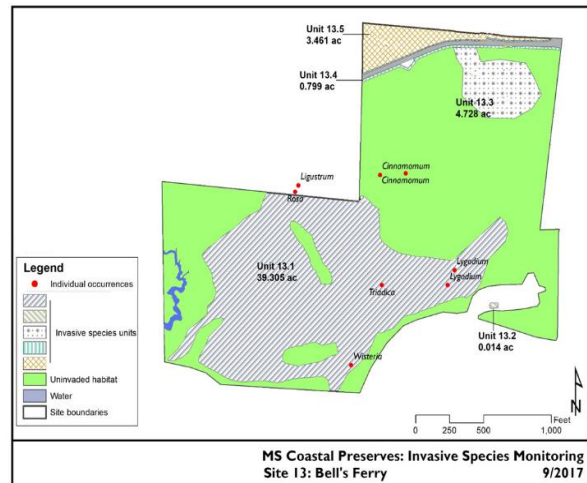 Unit 13.5
3.461 ac
Unit 13.4
0.799 ac
Unit 13.3
4.728 ac
Cinnamomum
Cinnamomum
Ligustrum
Rosa
Unit 13.1
39.305 ac
Lygodium
Lygodium
Triadica
Unit 13.2
0.014 ac
Wisteria
Legend
Individual occurrences
Invasive species units
Uninvaded habitat
Water
Site boundaries
N
Feet
0 250 500 1,000
MS Coastal Preserves: Invasive Species Monitoring
Site 13: Bell's Ferry 9/2017